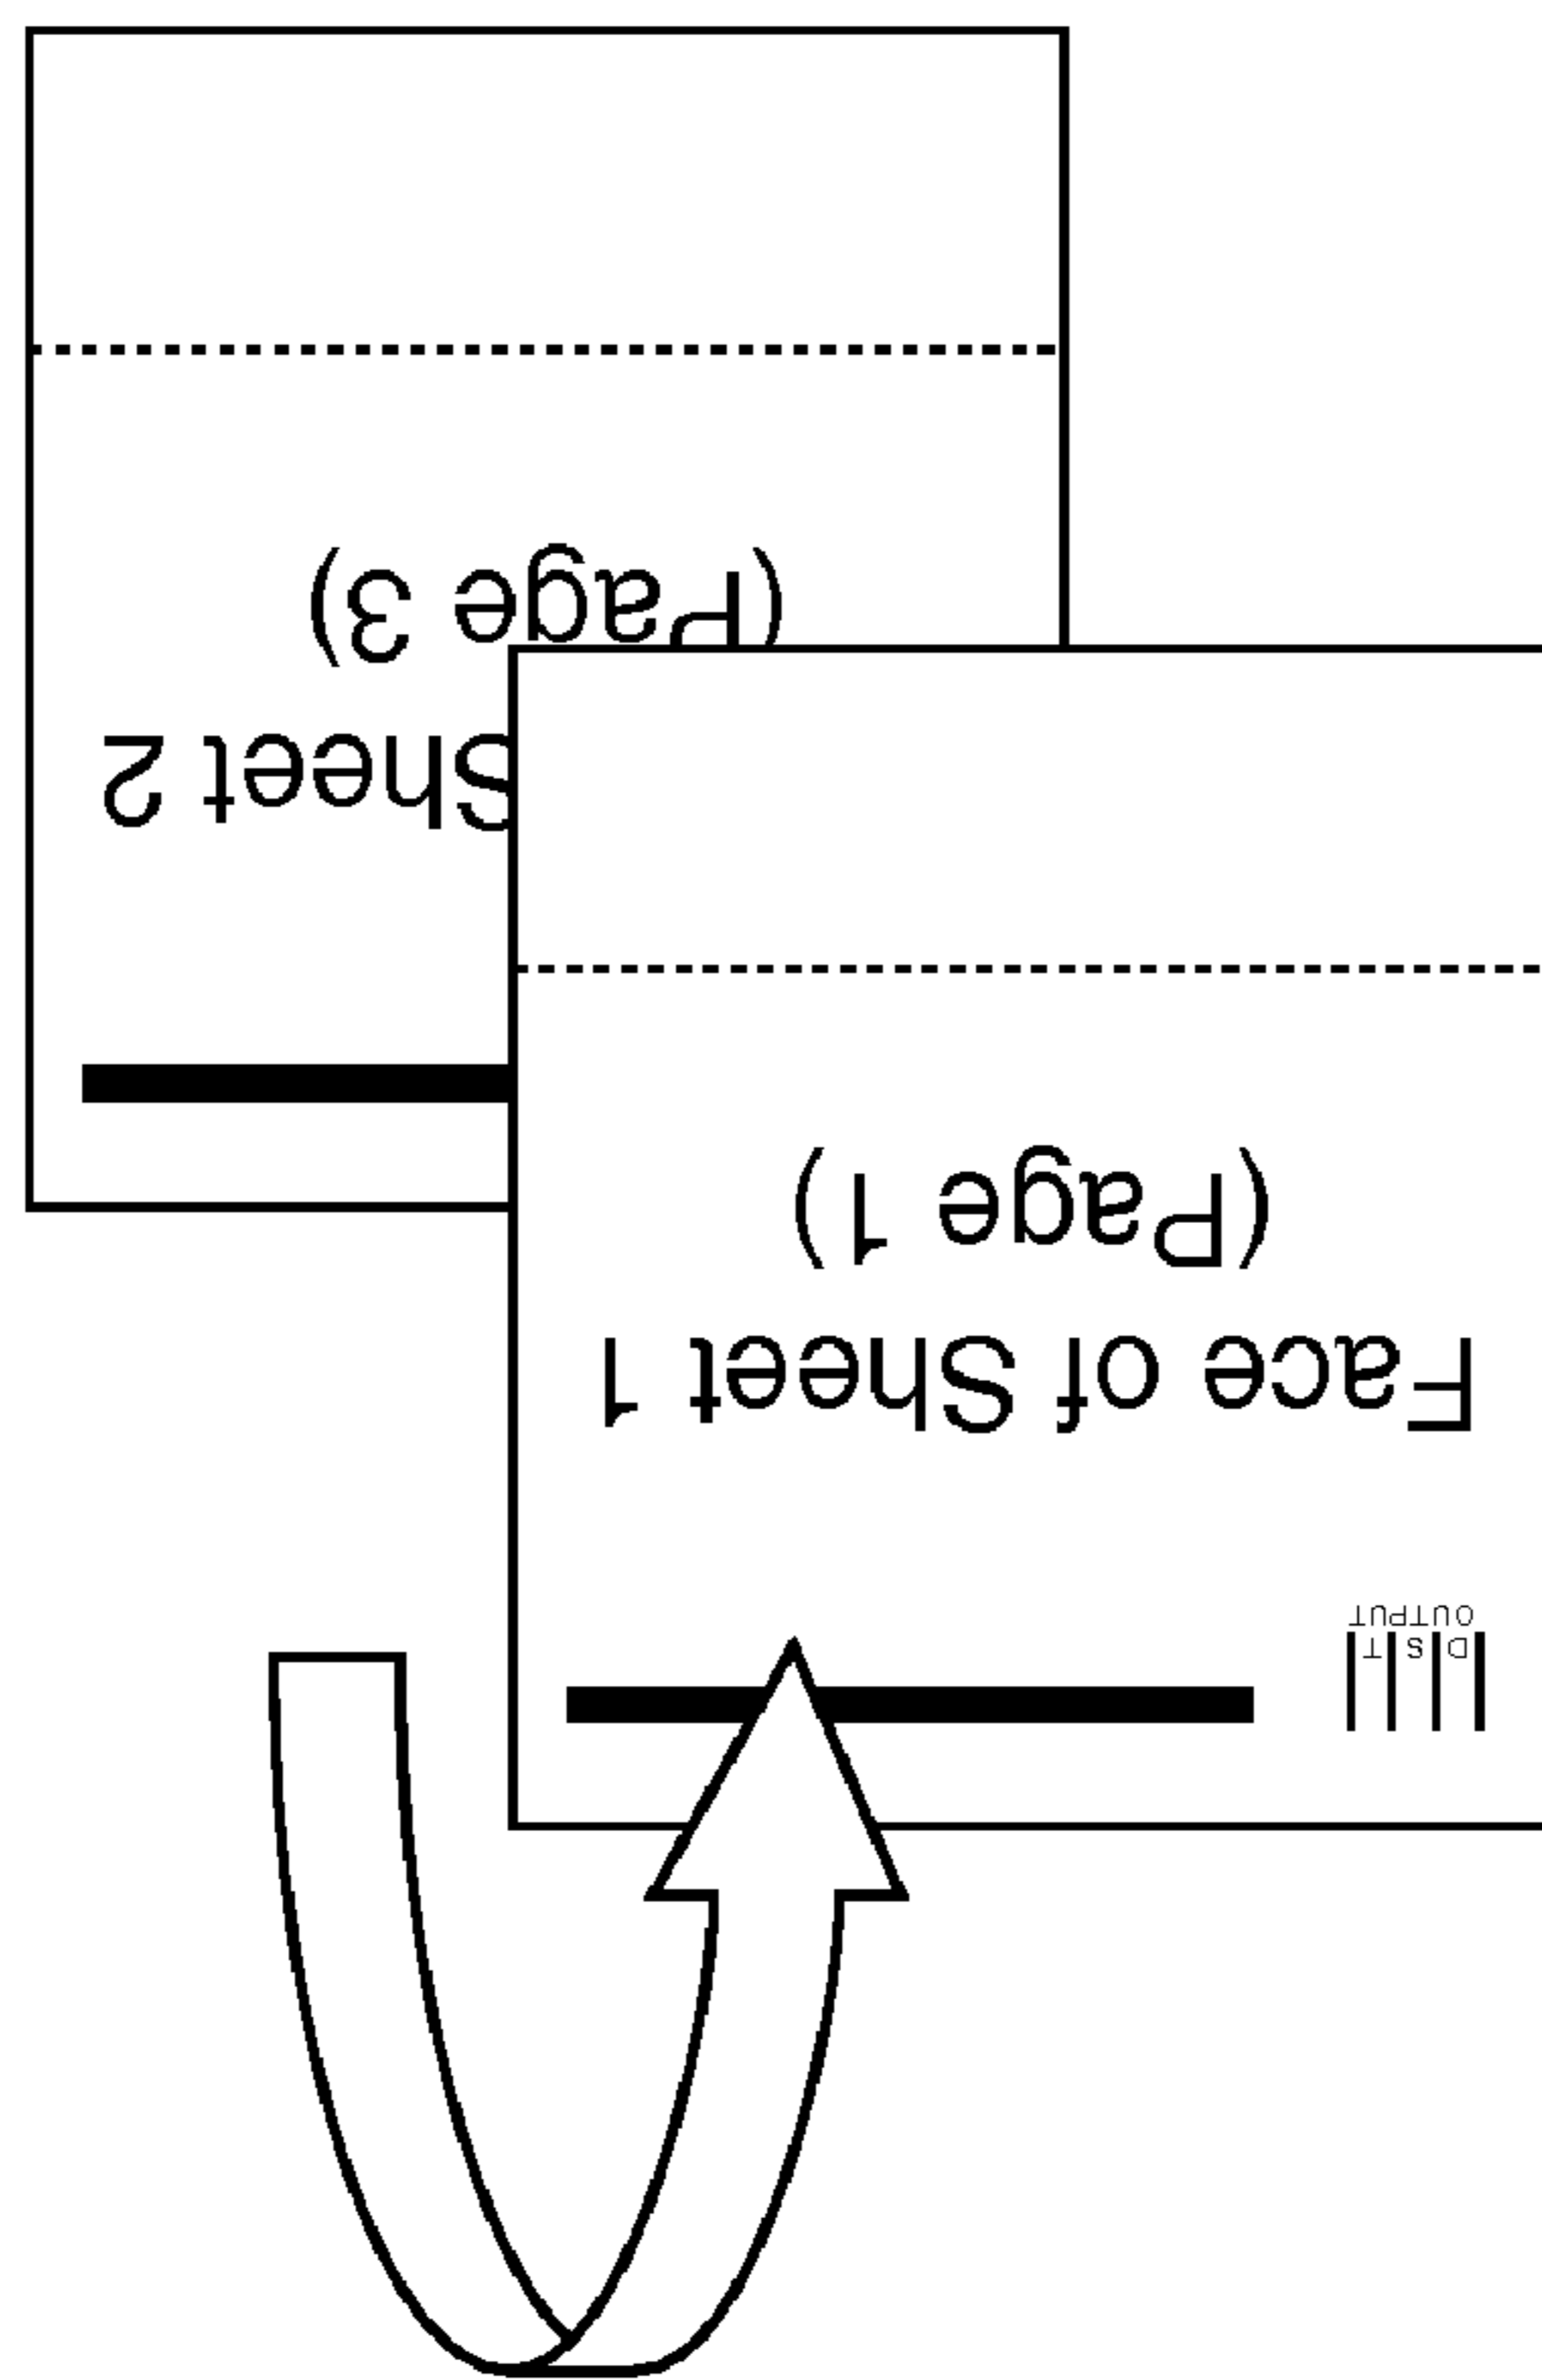 D S T
OUTPUT
Face of Sheet 1
(Page 1)
Sheet 2
(Page 3)